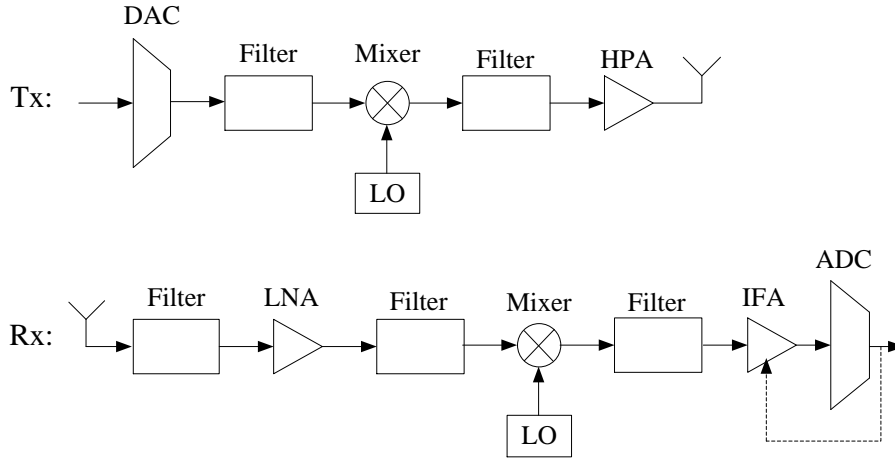 DAC
Filter
Mixer
Filter
HPA
Tx:
LO
ADC
Filter
LNA
Filter
Mixer
Filter
IFA
Rx:
LO